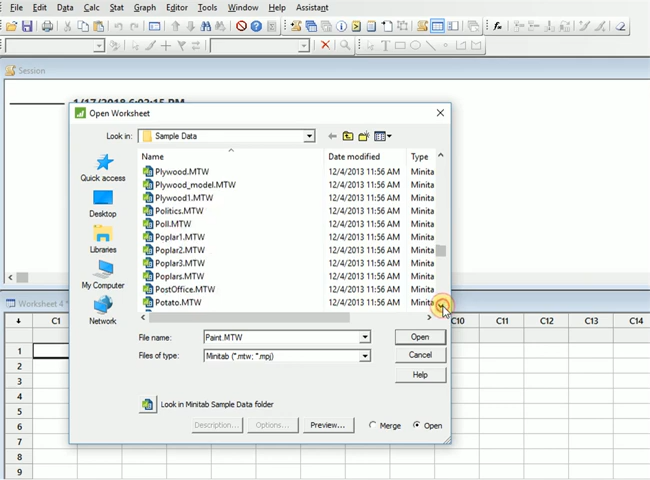 File Edit Data Calc Stat Graph Editor Tools Window Help Assistant
Session
1/17/2018 6:02:15 PM
Open Worksheet
Look in: Sample Data
Name Date modified Type
Plywood.MTW 12/4/2013 11:56 AM Minita
Plywood_model.MTW 12/4/2013 11:56 AM Minita
Plywood1.MTW 12/4/2013 11:56 AM Minita
Politics.MTW 12/4/2013 11:56 AM Minita
Poll.MTW 12/4/2013 11:56 AM Minita
Poplar1.MTW 12/4/2013 11:56 AM Minita
Poplar2.MTW 12/4/2013 11:56 AM Minita
Poplar3.MTW 12/4/2013 11:56 AM Minita
Poplars.MTW 12/4/2013 11:56 AM Minita
PostOffice.MTW 12/4/2013 11:56 AM Minita
Potato.MTW 12/4/2013 11:56 AM Minita
Quick access
Desktop
Libraries
My Computer
Network
File name: Paint.MTW Open
Files of type: Minitab (*.mtw; *.mpj) Cancel
Help
Look in Minitab Sample Data folder
Description... Options... Preview... Merge Open
Worksheet 4
C1 C10 C11 C12 C13 C14
1
2
3
4
5
6
7
8
9